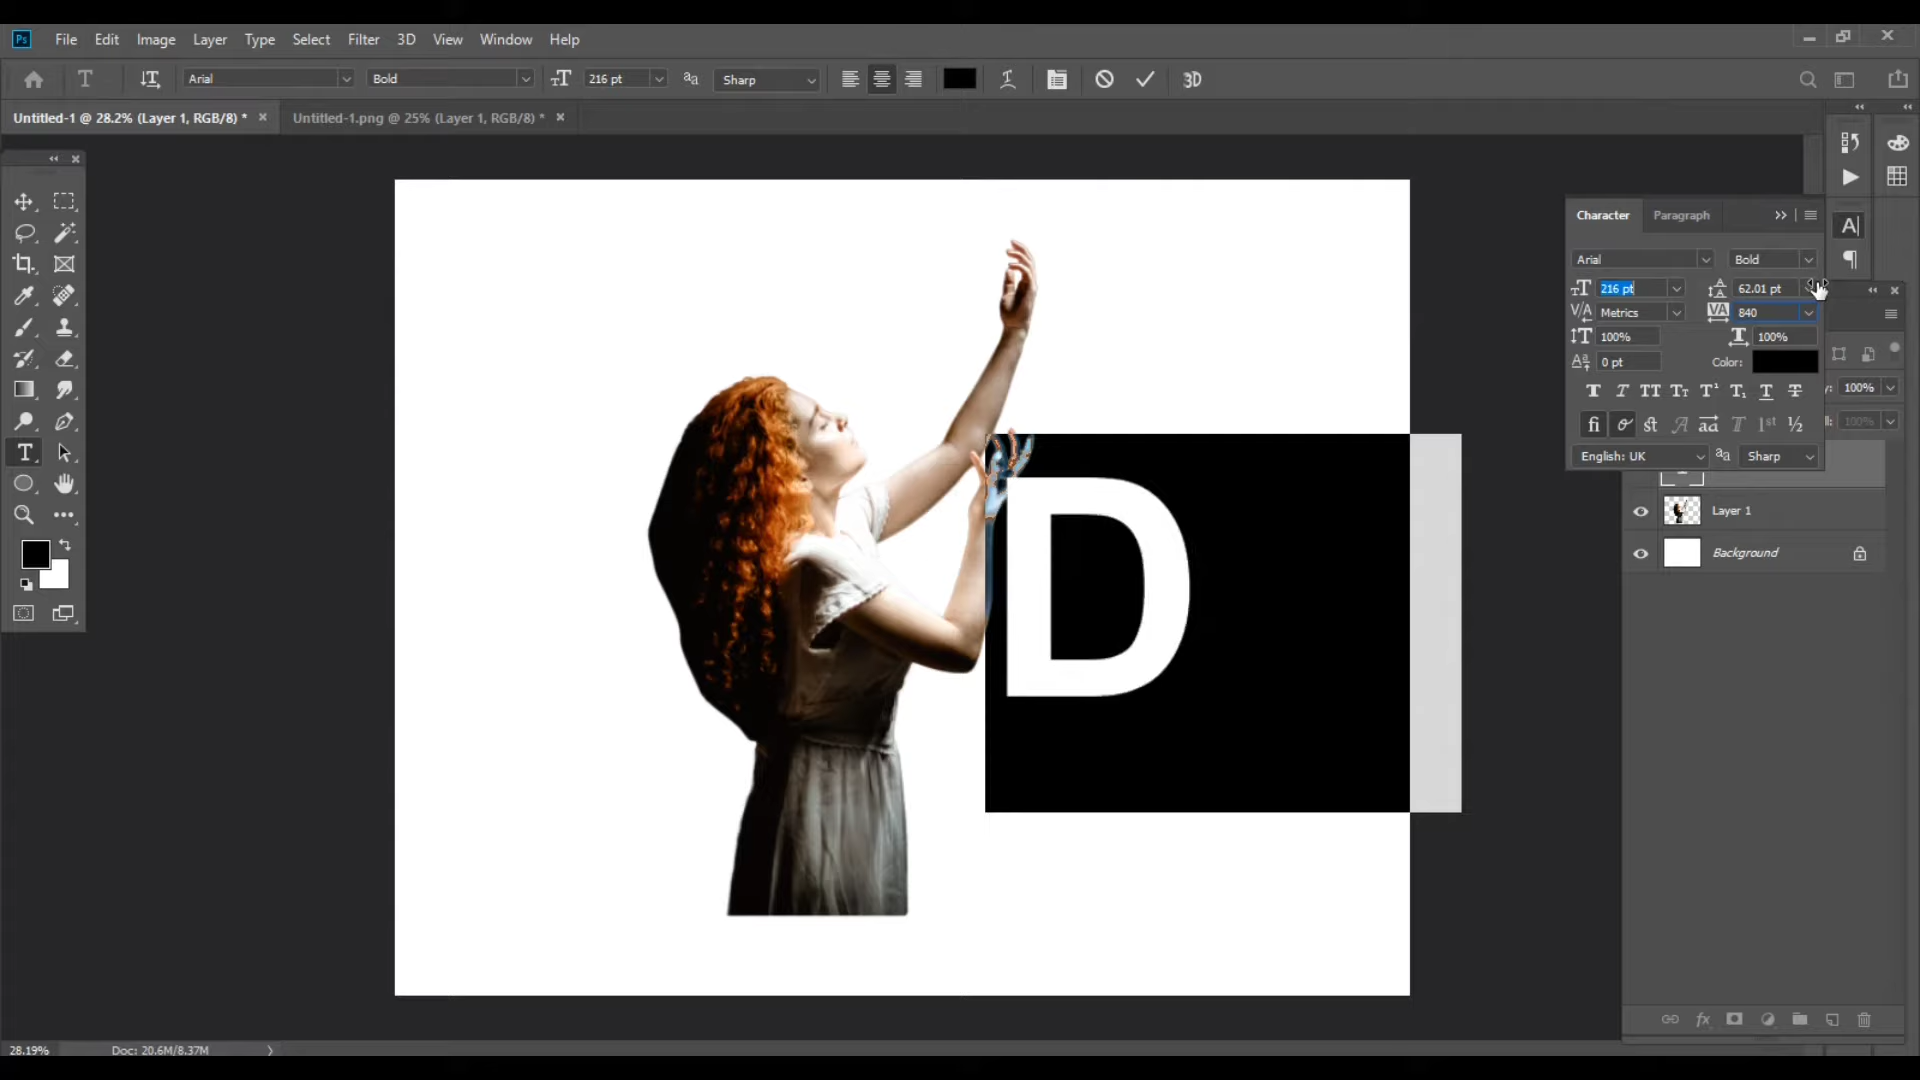 Ps File Edit Image Layer Type Select Filter 3D View Window Help
T Arial Bold 216 pt Sharp 3D
Untitled-1 @ 28.2% (Layer 1, RGB/8) * Untitled-1.png @ 25% (Layer 1, RGB/8) *
Character Paragraph
Arial Bold
216 pt 62.01 pt
Metrics 840
100% 100%
0 pt Color:
100%
100%
English: UK Sharp
D
Layer 1
Background
28.19% Doc: 20.6M/8.37M